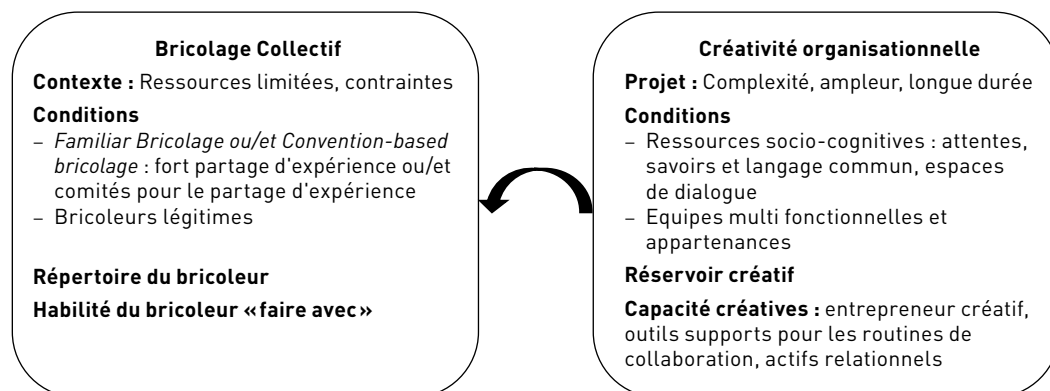 Bricolage Collectif
Contexte : Ressources limitées, contraintes
Conditions
– Familiar Bricolage ou/et Convention-based
bricolage : fort partage d'expérience ou/et
comités pour le partage d'expérience
– Bricoleurs légitimes
Répertoire du bricoleur
Habilité du bricoleur «faire avec»
Créativité organisationnelle
Projet : Complexité, ampleur, longue durée
Conditions
– Ressources socio-cognitives : attentes,
savoirs et langage commun, espaces
de dialogue
– Equipes multi fonctionnelles et
appartenances
Réservoir créatif
Capacité créatives : entrepreneur créatif,
outils supports pour les routines de
collaboration, actifs relationnels